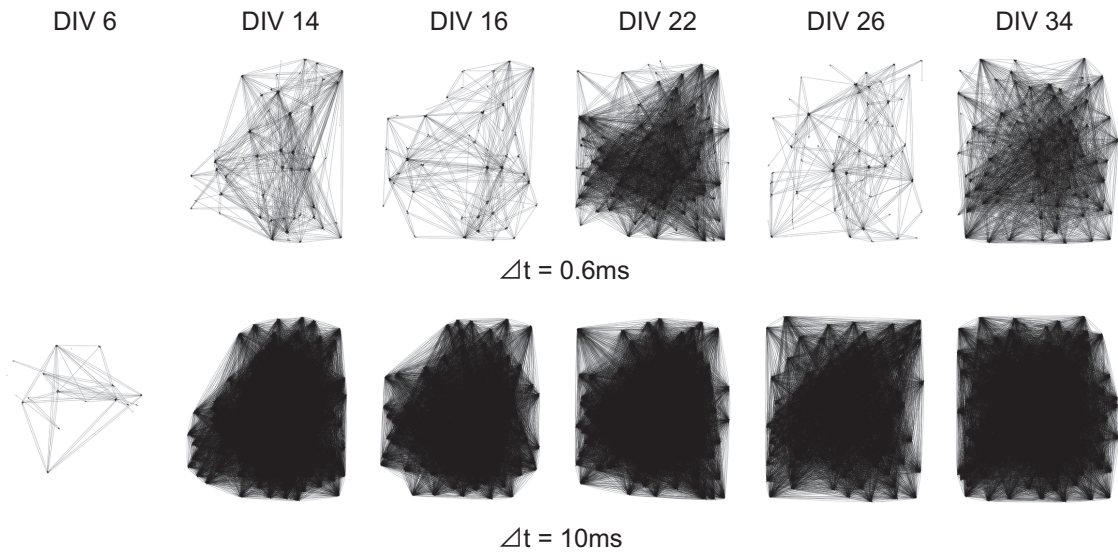 DIV 6 DIV 14 DIV 16 DIV 22 DIV 26 DIV 34
⊿t = 0.6ms
⊿t = 10ms